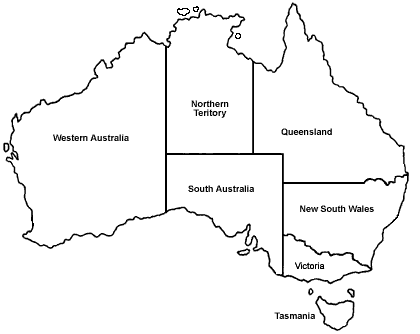 Northern
Teritory
Western Australia
Queensland
South Australia
New South Wales
Victoria
Tasmania